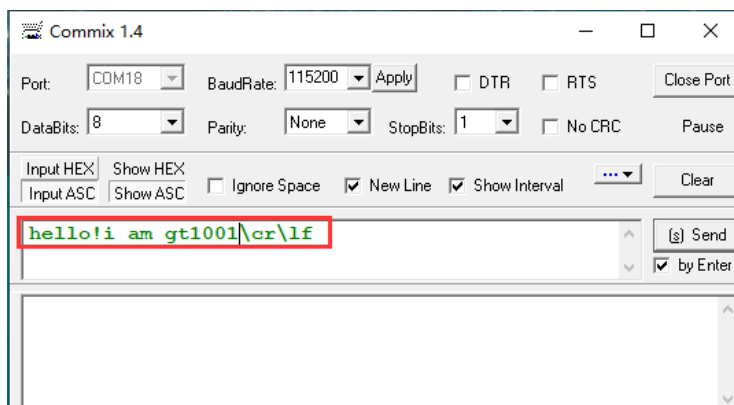 Commix 1.4
Port: COM18 BaudRate: 115200 Apply DTR RTS Close Port
DataBits: 8 Parity: None StopBits: 1 No CRC Pause
Input HEX Show HEX
Input ASC Show ASC Ignore Space New Line Show Interval ... Clear
hello!i am gt1001\cr\lf
(s) Send
by Enter